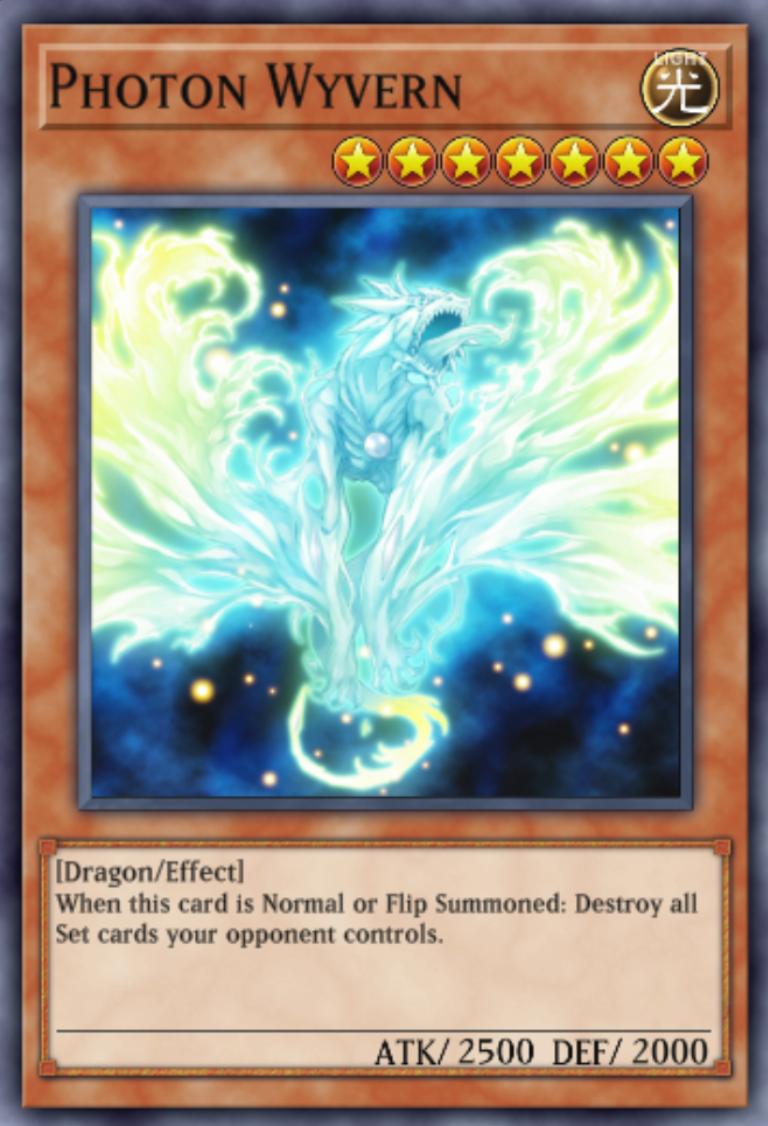 PHOTON WYVERN
LIGHT
光
[Dragon/Effect]
When this card is Normal or Flip Summoned: Destroy all
Set cards your opponent controls.
ATK/ 2500 DEF/ 2000